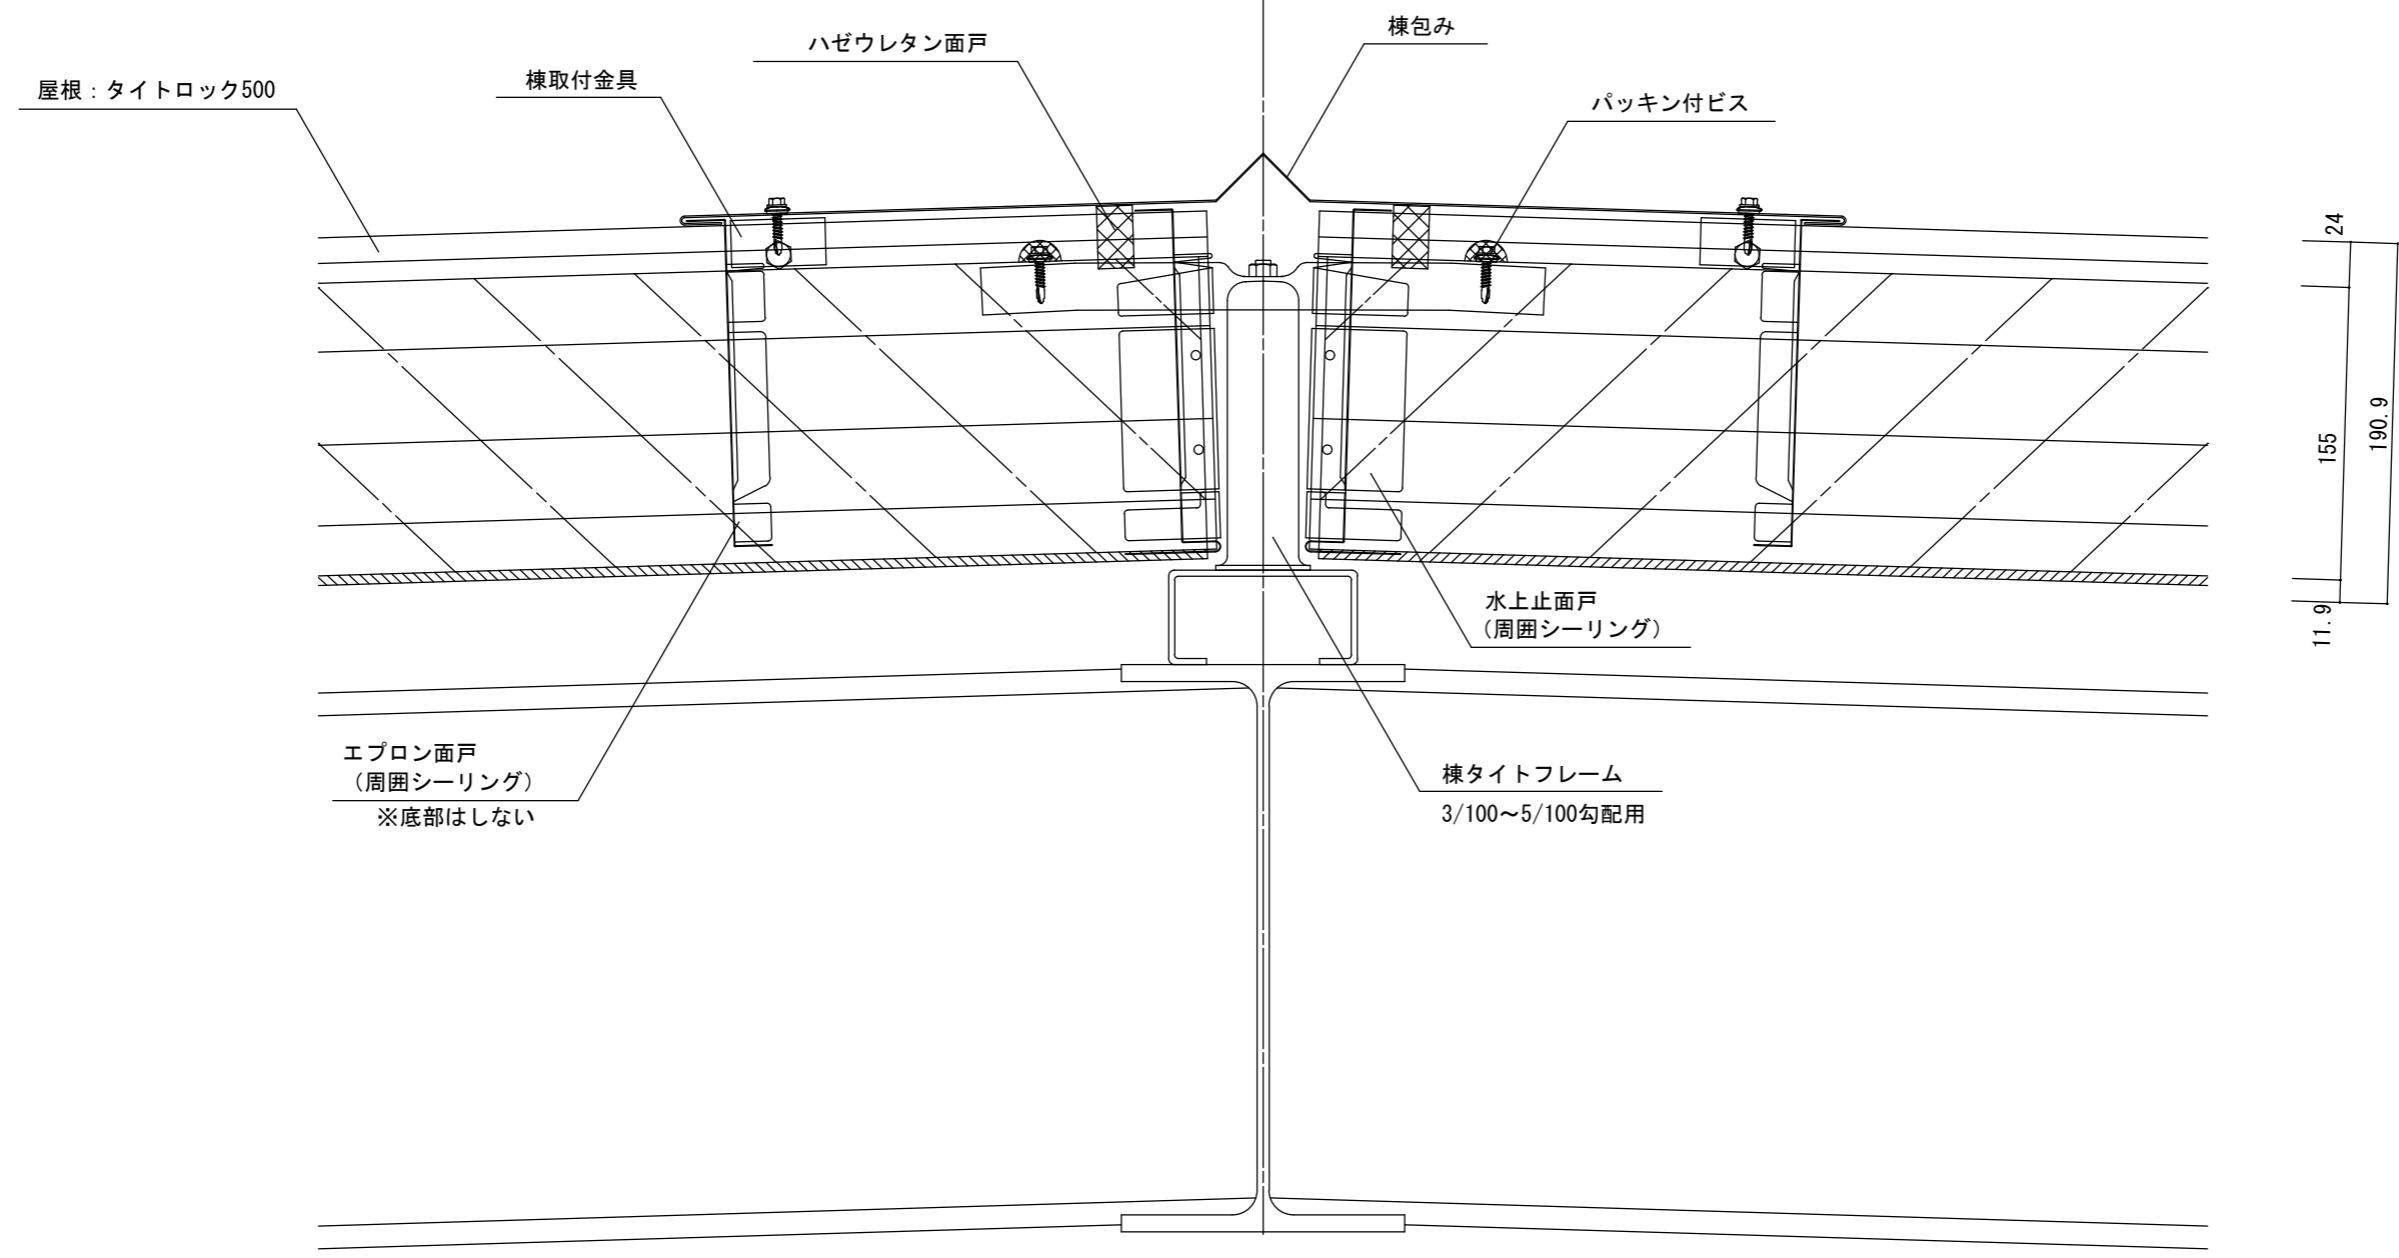 棟包み
ハゼウレタン面戸
棟取付金具
屋根：タイトロック500
パッキン付ビス
24
155
190.9
11.9
水上止面戸
（周囲シーリング）
エプロン面戸
（周囲シーリング）
※底部はしない
棟タイトフレーム
3/100～5/100勾配用